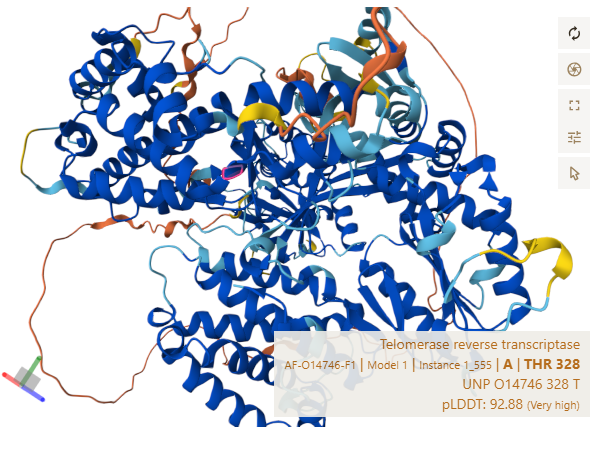 Telomerase reverse transcriptase
AF-O14746-F1 | Model 1 | Instance 1_555 | A | THR 328
UNP O14746 328 T
pLDDT: 92.88 (Very high)